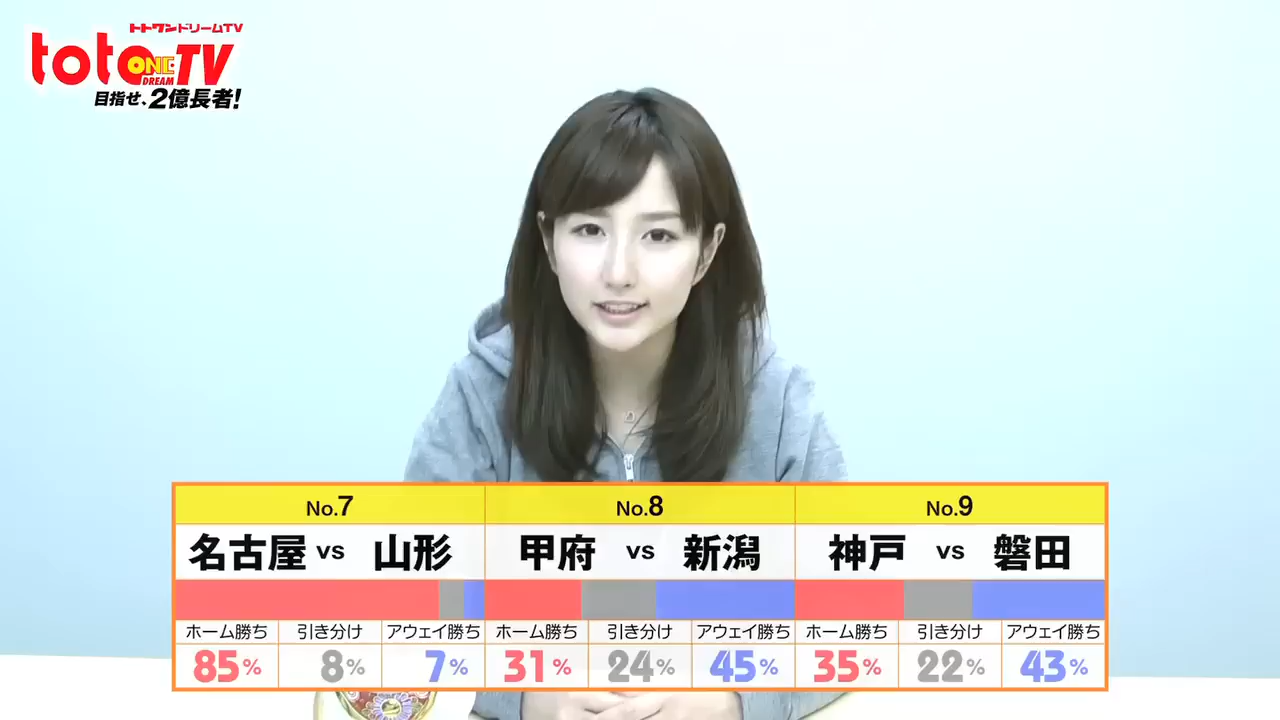 トトワンドリームTV
toto ONE DREAM TV
目指せ、2億長者!
No.7 No.8 No.9
名古屋 vs 山形 甲府 vs 新潟 神戸 vs 磐田
ホーム勝ち 引き分け アウェイ勝ち ホーム勝ち 引き分け アウェイ勝ち ホーム勝ち 引き分け アウェイ勝ち
85% 8% 7% 31% 24% 45% 35% 22% 43%